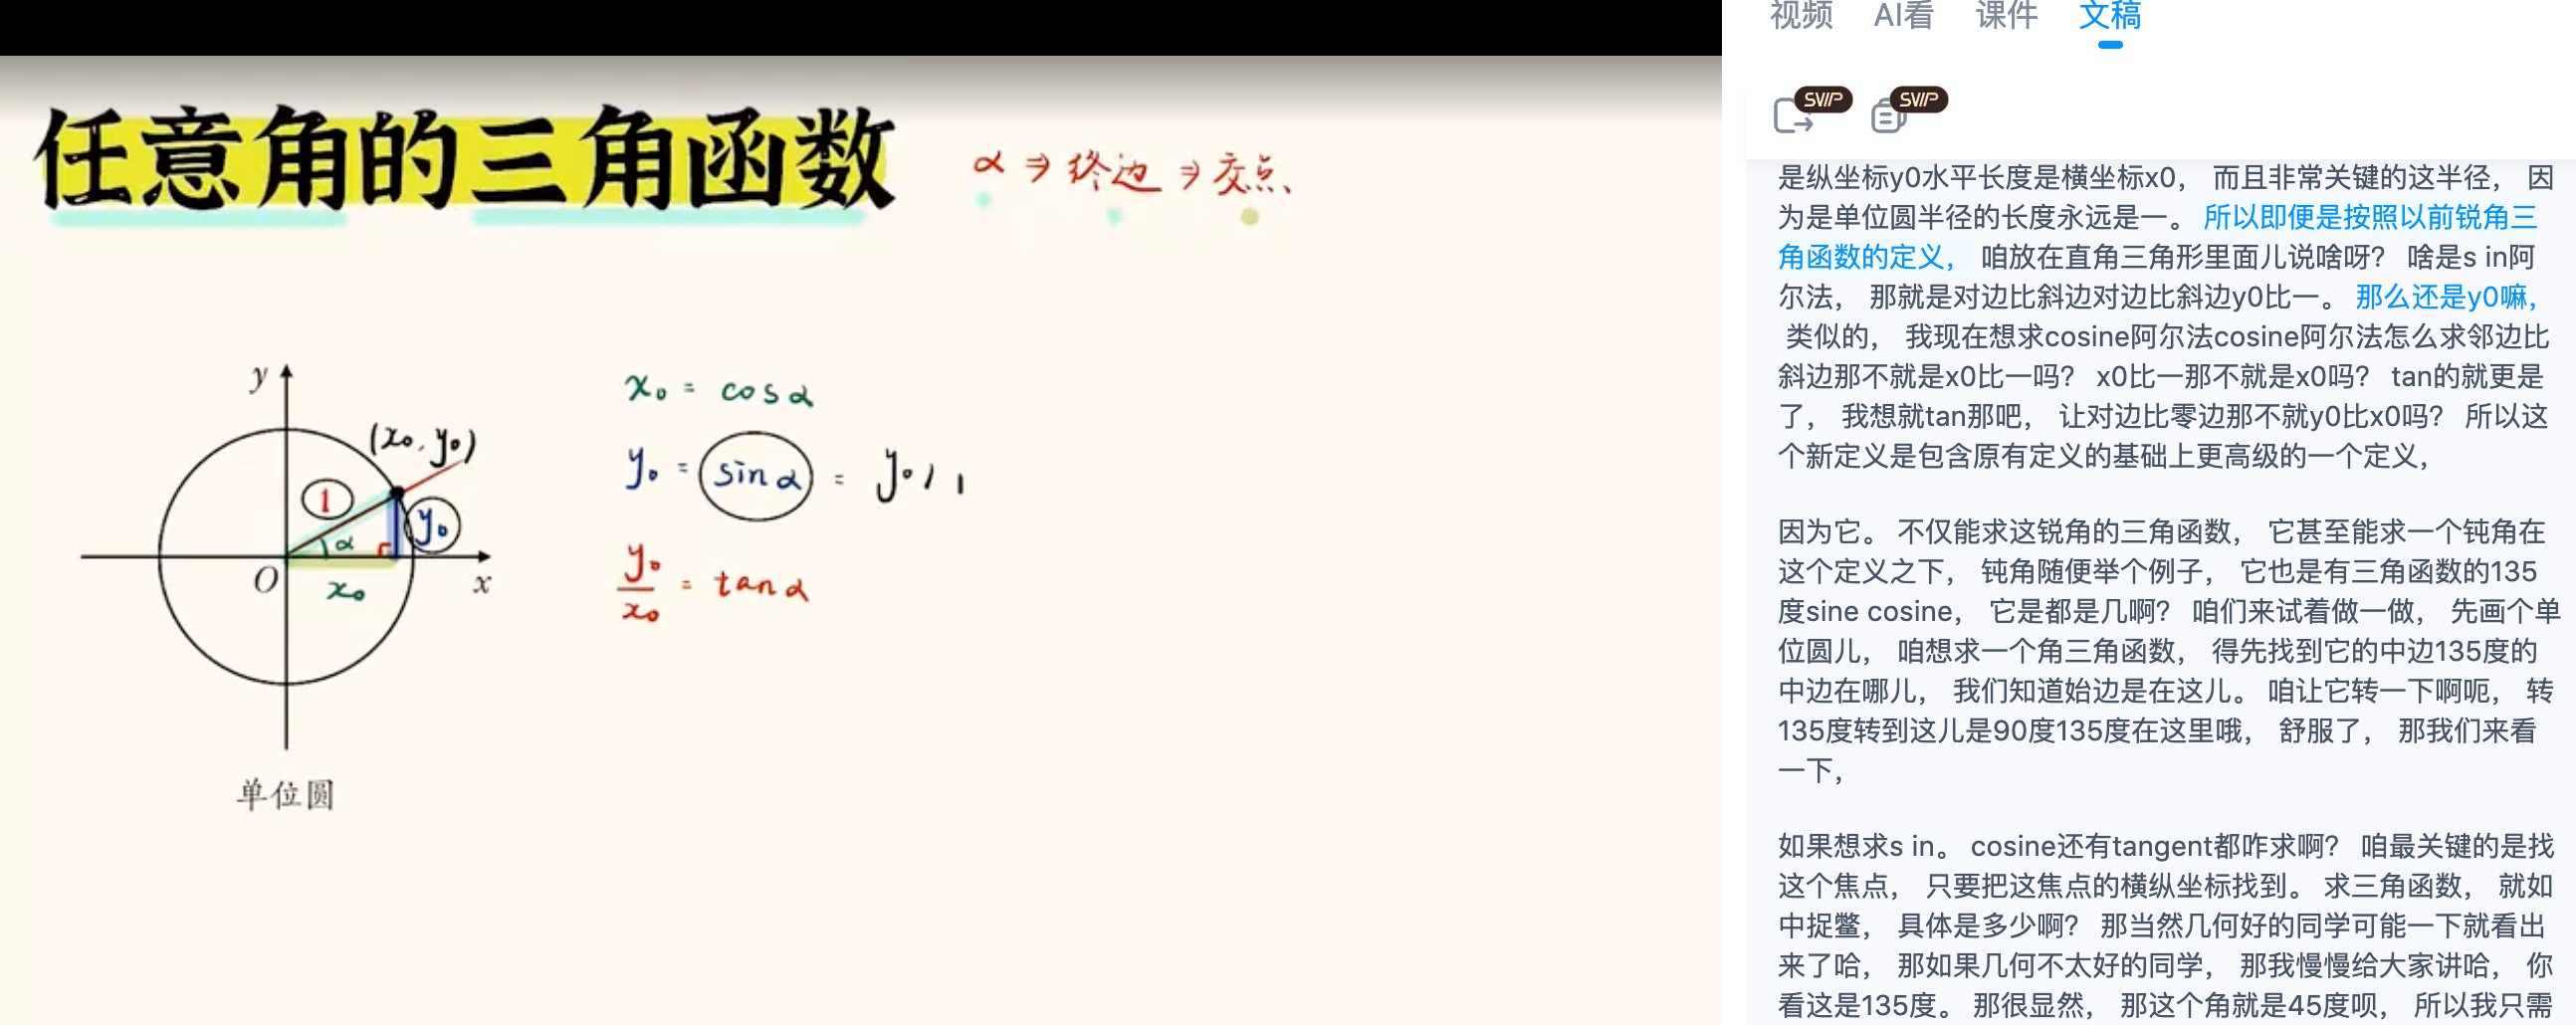 任意角的三角函数
α ⇒ 终边 ⇒ 交点、
y
(x₀, y₀)
1
y₀
α
O
x₀
x
单位圆
x₀ = cosα
y₀ = sinα = y₀/1
y₀/x₀ = tanα
视频 AI看 课件 文稿
SVIP SVIP
是纵坐标y0水平长度是横坐标x0， 而且非常关键的这半径， 因
为是单位圆半径的长度永远是一。 所以即便是按照以前锐角三
角函数的定义， 咱放在直角三角形里面儿说啥呀？ 啥是s in阿
尔法， 那就是对边比斜边对边比斜边y0比一。 那么还是y0嘛，
类似的， 我现在想求cosine阿尔法cosine阿尔法怎么求邻边比
斜边那不就是x0比一吗？ x0比一那不就是x0吗？ tan的就更是
了， 我想就tan那吧， 让对边比零边那不就y0比x0吗？ 所以这
个新定义是包含原有定义的基础上更高级的一个定义，
因为它。 不仅能求这锐角的三角函数， 它甚至能求一个钝角在
这个定义之下， 钝角随便举个例子， 它也是有三角函数的135
度sine cosine， 它是都是几啊？ 咱们来试着做一做， 先画个单
位圆儿， 咱想求一个角三角函数， 得先找到它的中边135度的
中边在哪儿， 我们知道始边是在这儿。 咱让它转一下啊呃， 转
135度转到这儿是90度135度在这里哦， 舒服了， 那我们来看
一下，
如果想求s in。 cosine还有tangent都咋求啊？ 咱最关键的是找
这个焦点， 只要把这焦点的横纵坐标找到。 求三角函数， 就如
中捉鳖， 具体是多少啊？ 那当然几何好的同学可能一下就看出
来了哈， 那如果几何不太好的同学， 那我慢慢给大家讲哈， 你
看这是135度。 那很显然， 那这个角就是45度呗， 所以我只需